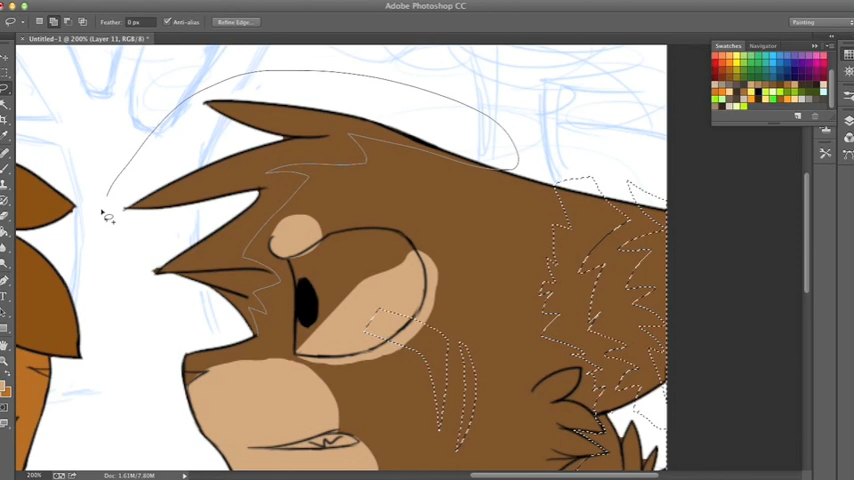 Adobe Photoshop CC
Feather: 0 px Anti-alias Refine Edge... Painting
Untitled-1 @ 200% (Layer 11, RGB/8) *
Swatches Navigator
200% Doc: 1.61M/7.80M